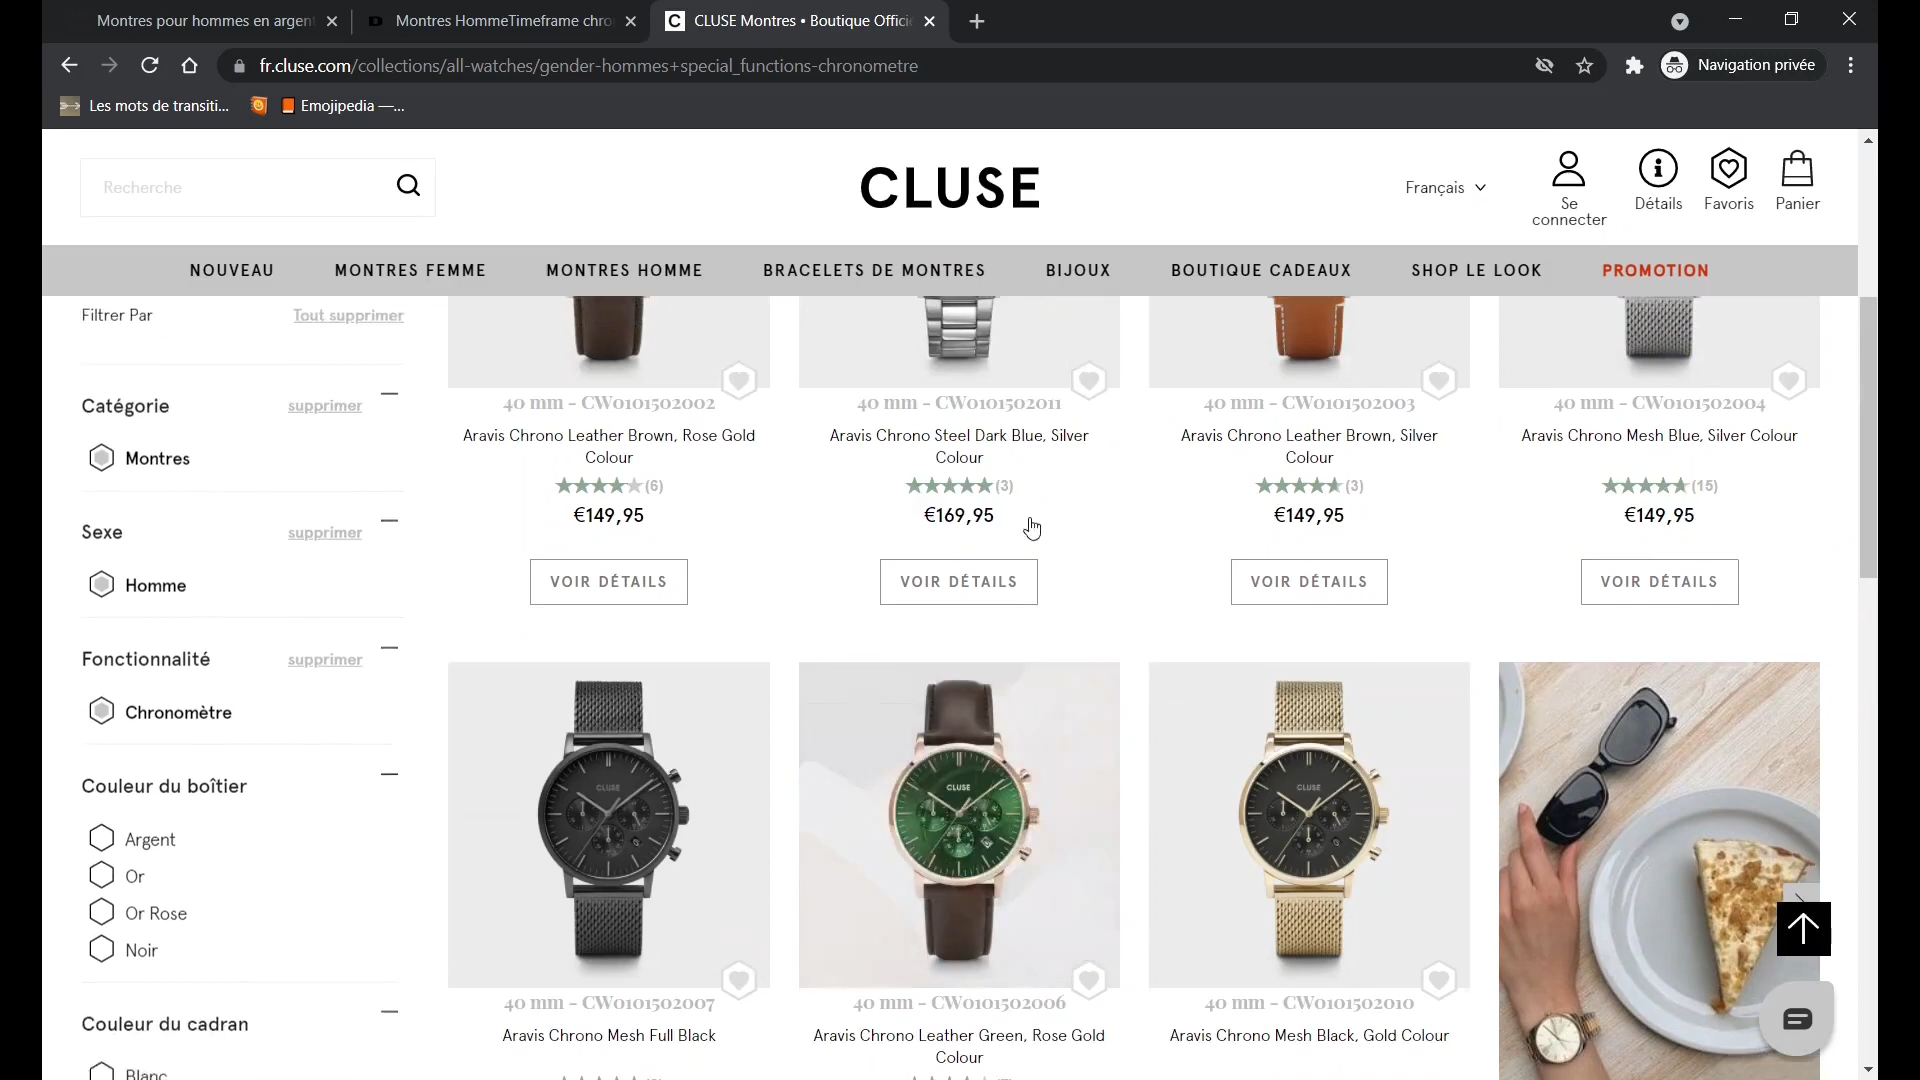 Montres pour hommes en argen
Montres HommeTimeframe chro
CLUSE Montres • Boutique Offici
fr.cluse.com/collections/all-watches/gender-hommes+special_functions-chronometre
Navigation privée
Les mots de transiti...
Emojipedia —...
Recherche
CLUSE
Français
Se connecter
Détails
Favoris
Panier
NOUVEAU MONTRES FEMME MONTRES HOMME BRACELETS DE MONTRES BIJOUX BOUTIQUE CADEAUX SHOP LE LOOK PROMOTION
Filtrer Par Tout supprimer
Catégorie supprimer
Montres
Sexe supprimer
Homme
Fonctionnalité supprimer
Chronomètre
Couleur du boîtier
Argent
Or
Or Rose
Noir
Couleur du cadran
Blanc
40 mm - CW0101502002
Aravis Chrono Leather Brown, Rose Gold
Colour
(6)
€149,95
VOIR DÉTAILS
40 mm - CW0101502011
Aravis Chrono Steel Dark Blue, Silver
Colour
(3)
€169,95
VOIR DÉTAILS
40 mm - CW0101502003
Aravis Chrono Leather Brown, Silver
Colour
(3)
€149,95
VOIR DÉTAILS
40 mm - CW0101502004
Aravis Chrono Mesh Blue, Silver Colour
(15)
€149,95
VOIR DÉTAILS
CLUSE
40 mm - CW0101502007
Aravis Chrono Mesh Full Black
CLUSE
40 mm - CW0101502006
Aravis Chrono Leather Green, Rose Gold
Colour
CLUSE
40 mm - CW0101502010
Aravis Chrono Mesh Black, Gold Colour